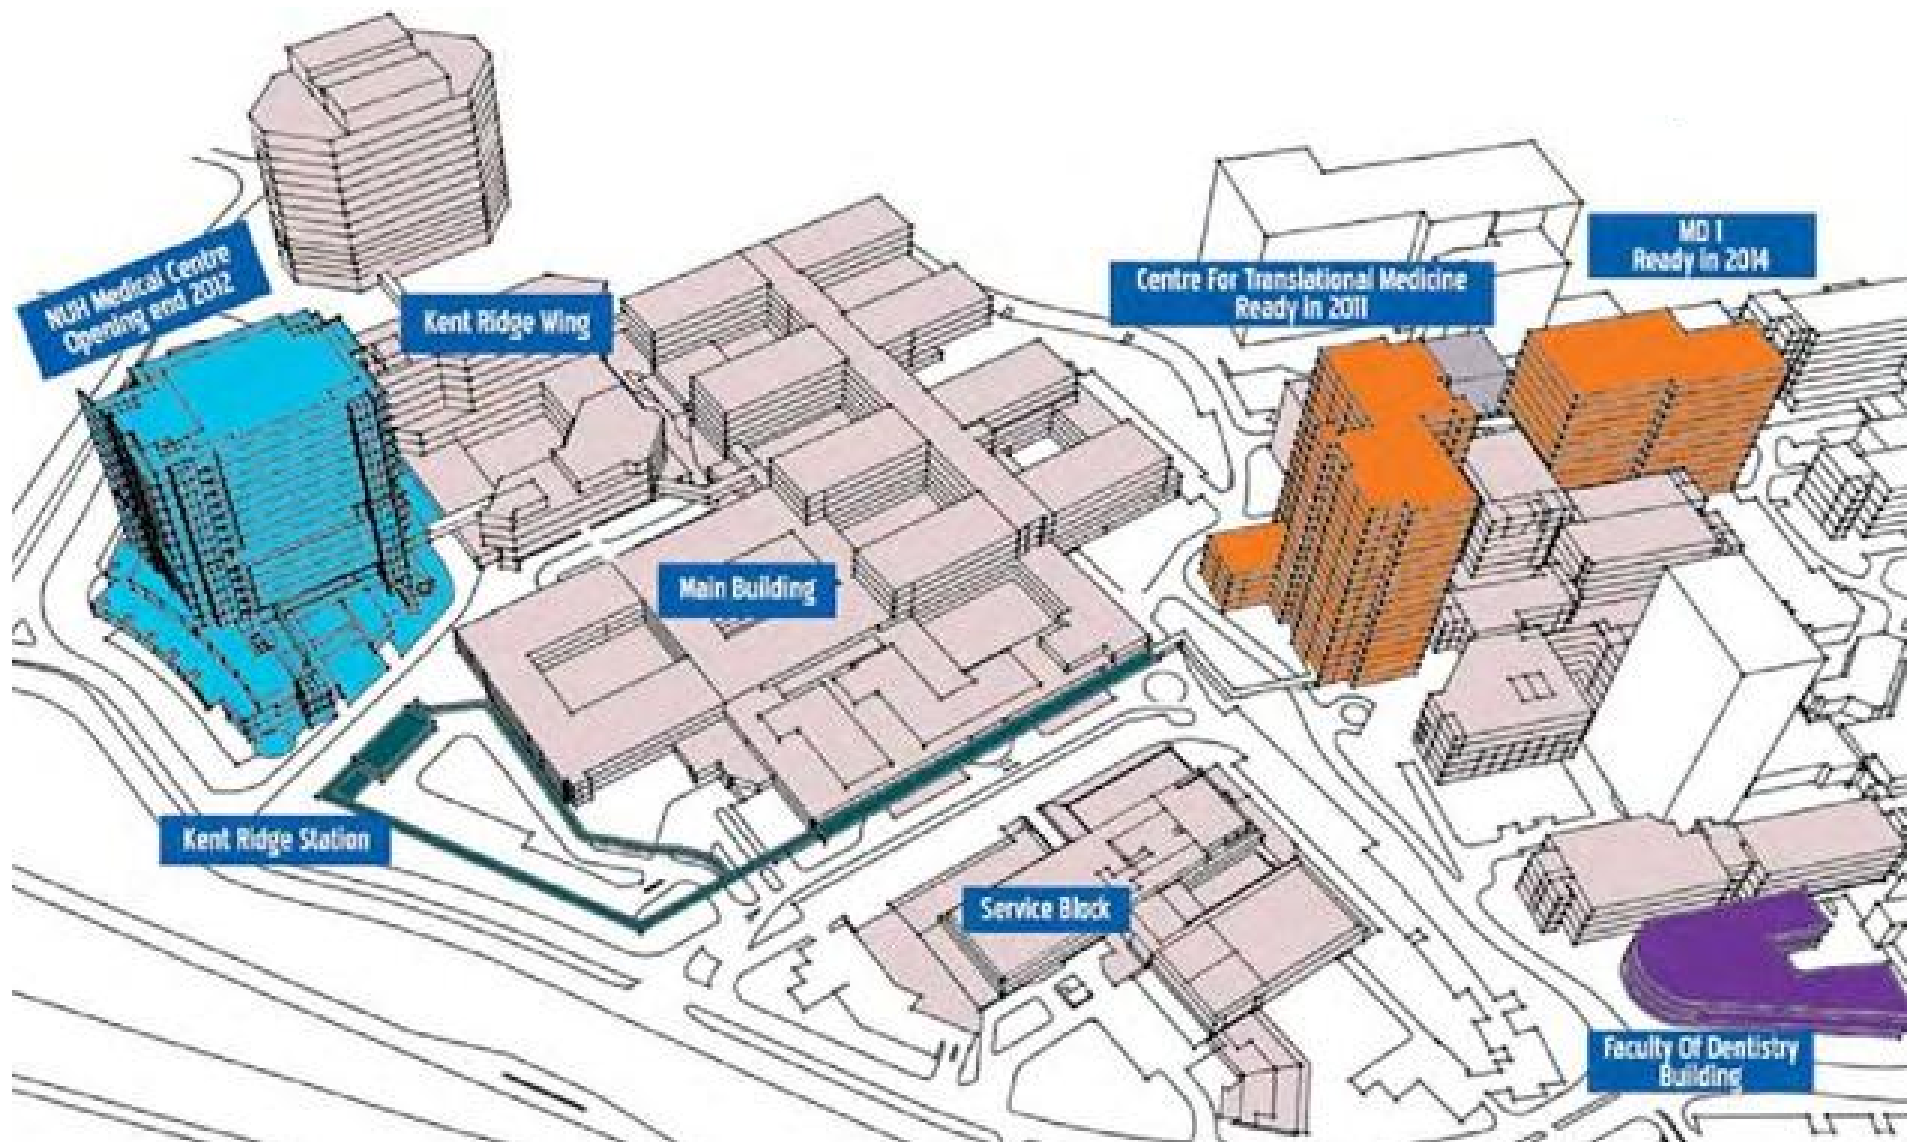 NUH Medical Centre
Opening end 2012
Kent Ridge Wing
Centre For Translational Medicine
Ready in 2011
MD 1
Ready in 2014
Main Building
Kent Ridge Station
Service Block
Faculty Of Dentistry
Building